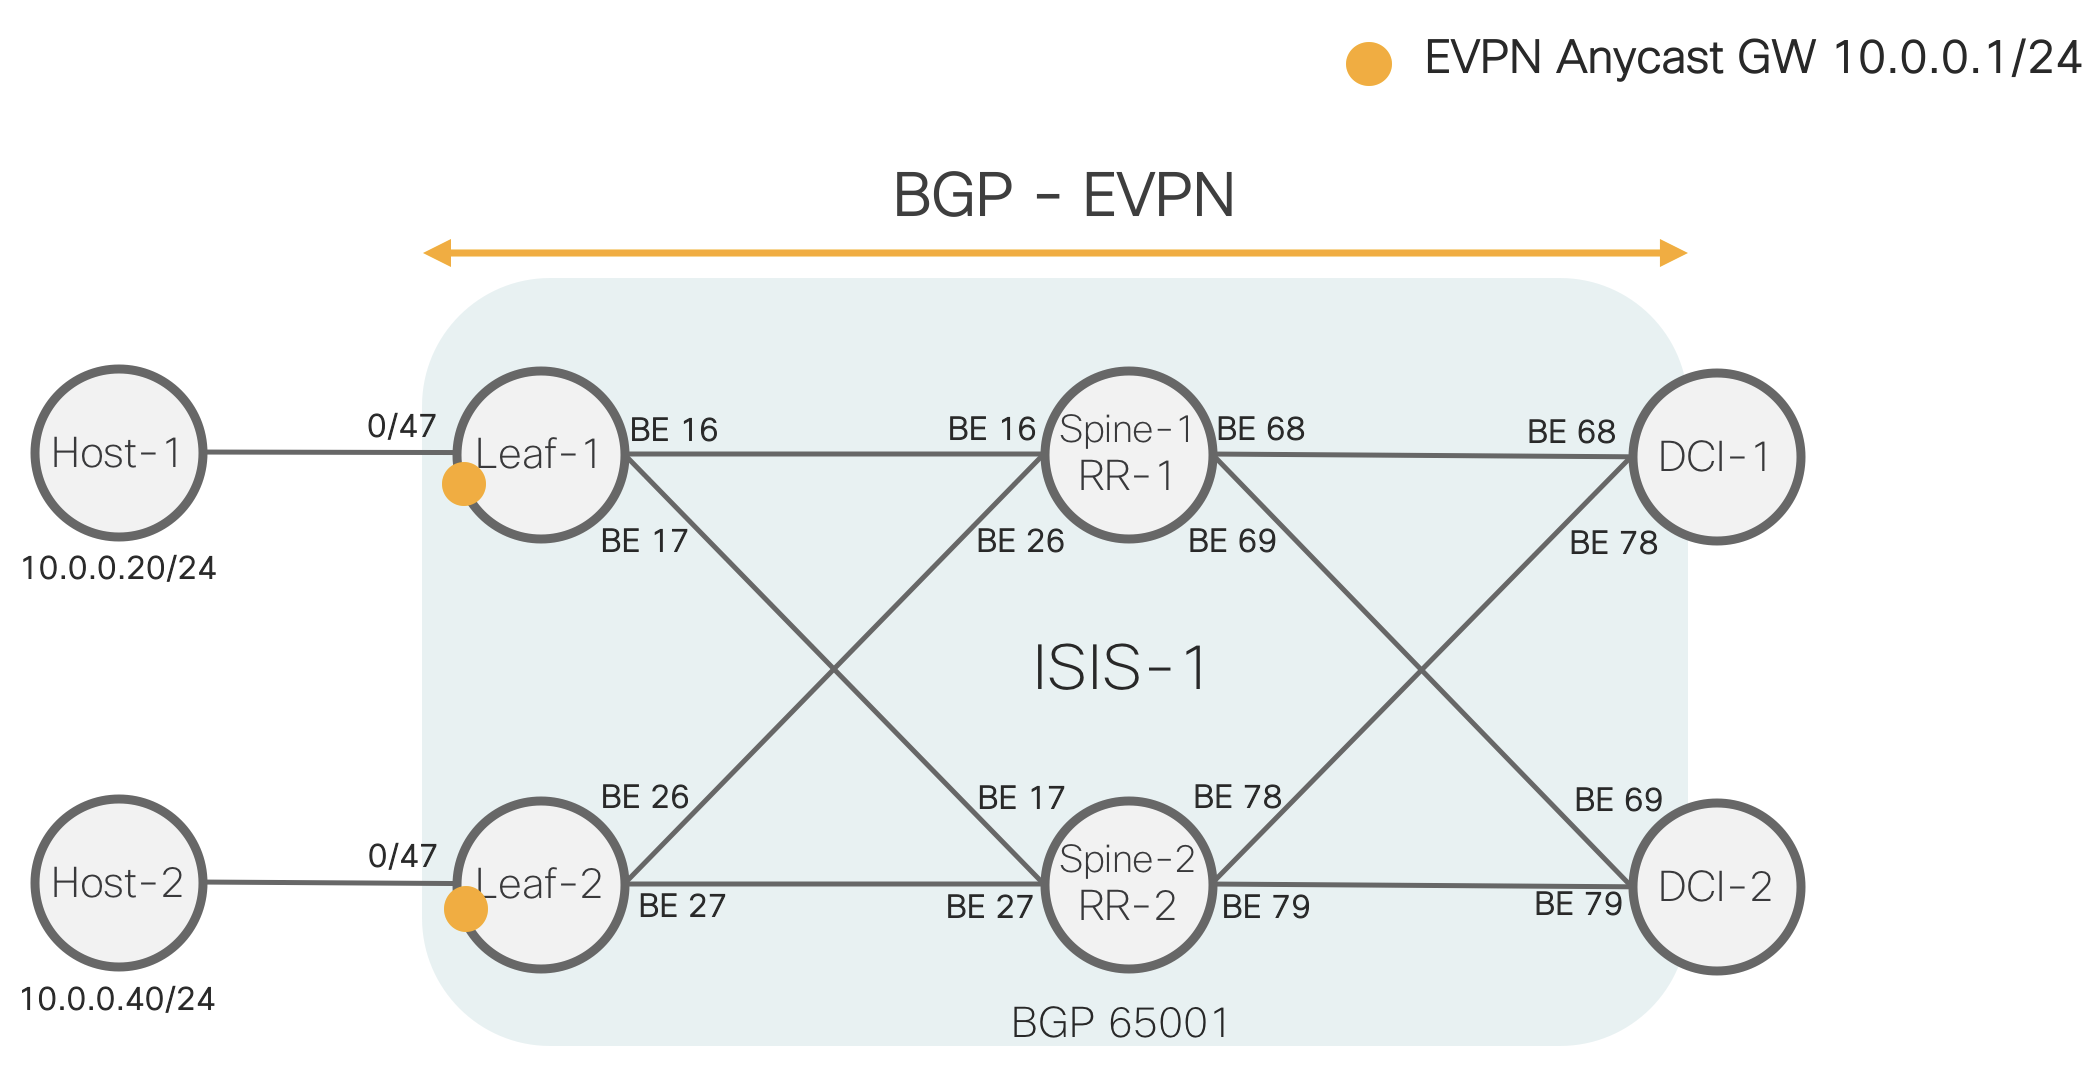 EVPN Anycast GW 10.0.0.1/24
BGP - EVPN
Host-1
10.0.0.20/24
0/47
Leaf-1
BE 16
BE 17
BE 16
BE 26
Spine-1
RR-1
BE 68
BE 69
BE 68
BE 78
DCI-1
ISIS-1
Host-2
10.0.0.40/24
0/47
Leaf-2
BE 26
BE 27
BE 17
BE 27
Spine-2
RR-2
BE 78
BE 79
BE 69
BE 79
DCI-2
BGP 65001